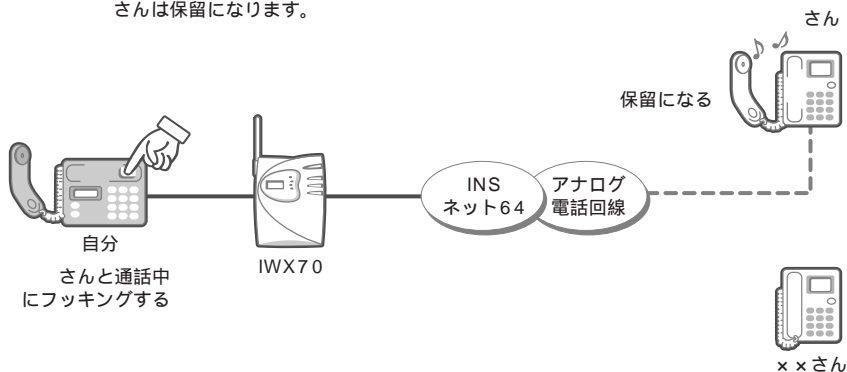 さんは保留になります。
さん
保留になる
INS
ネット64
アナログ
電話回線
自分
IWX70
さんと通話中
にフッキングする
××さん